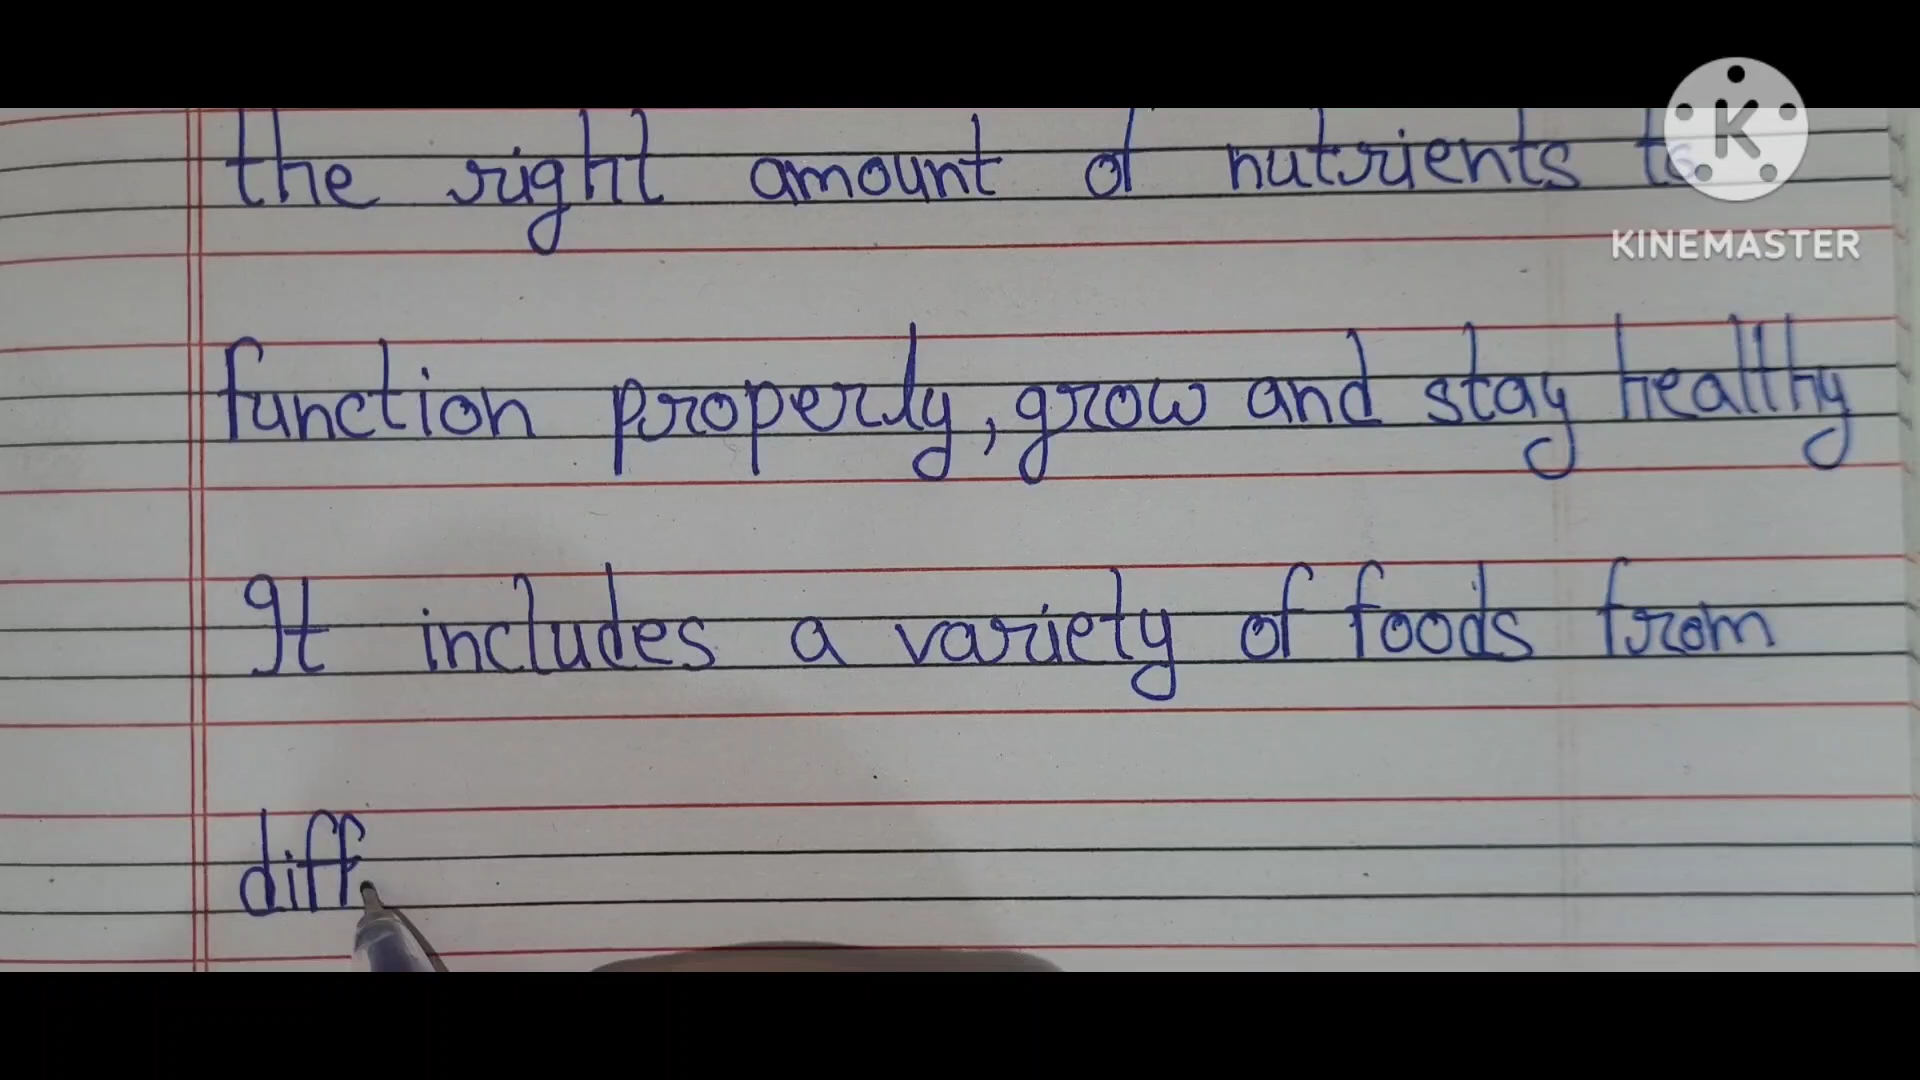 the right amount of nutrients to
KINEMASTER
function properly, grow and stay healthy
It includes a variety of foods from
diff